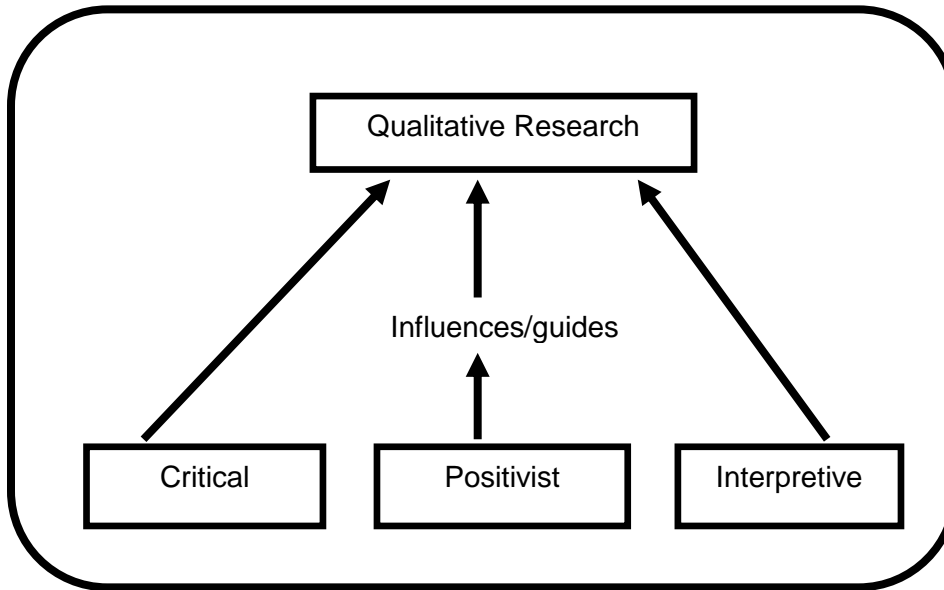 Qualitative Research
Influences/guides
Critical
Positivist
Interpretive